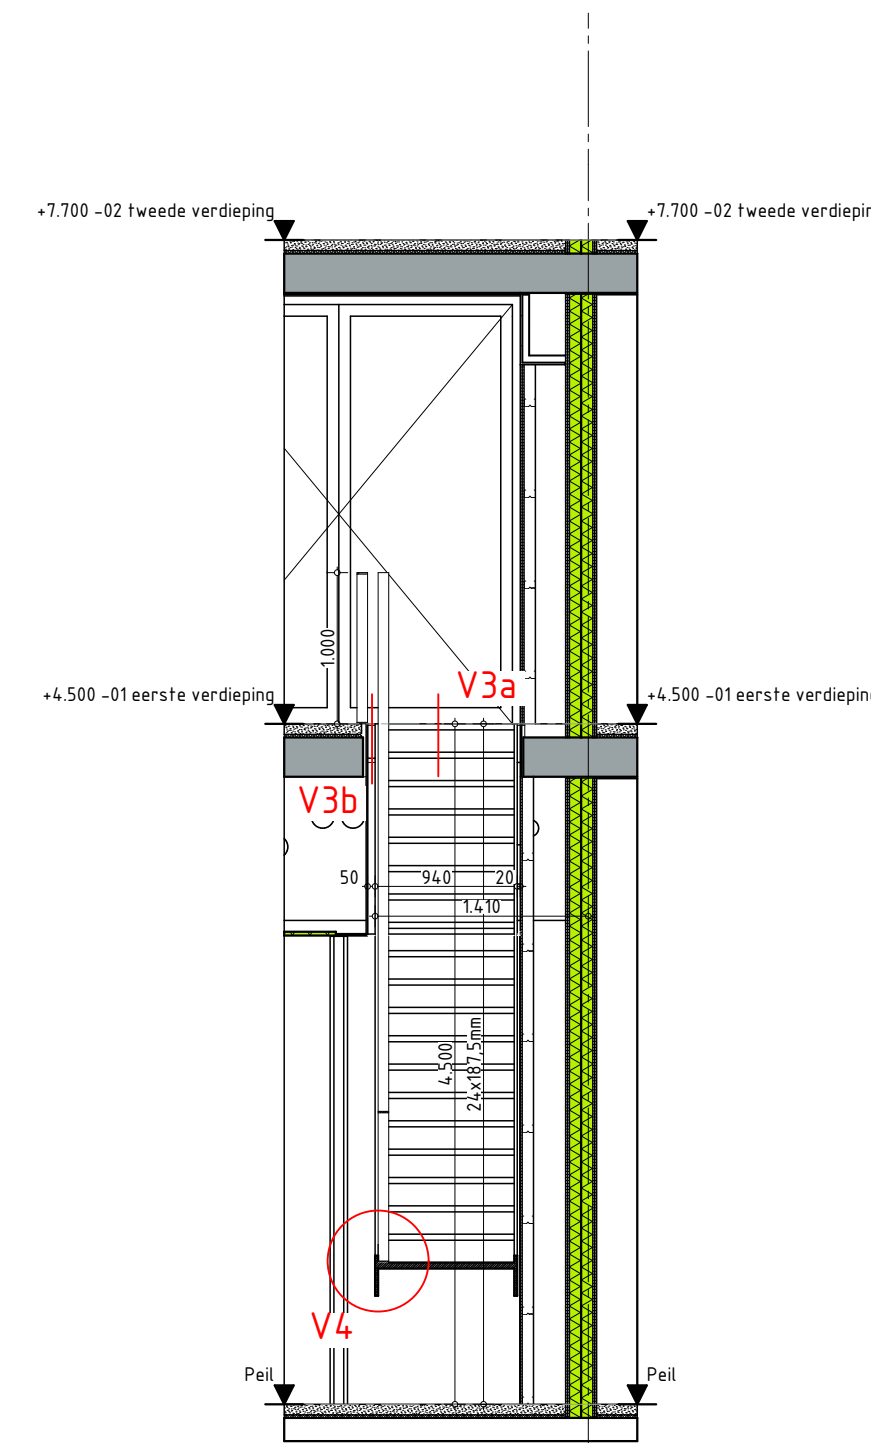 +7.700 -02 tweede verdieping
+7.700 -02 tweede verdiepin
1.000
V3a
+4.500 -01 eerste verdieping
+4.500 -01 eerste verdieping
V3b
50
940
20
1.410
4.500
24x187,5mm
V4
Peil
Peil